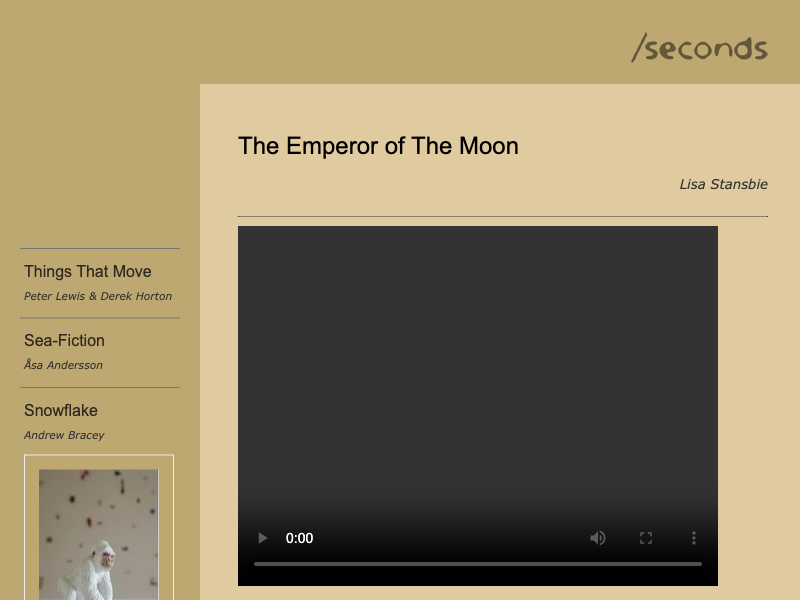 /seconds
The Emperor of The Moon
Lisa Stansbie
Things That Move
Peter Lewis & Derek Horton
Sea-Fiction
Åsa Andersson
Snowflake
Andrew Bracey
0:00